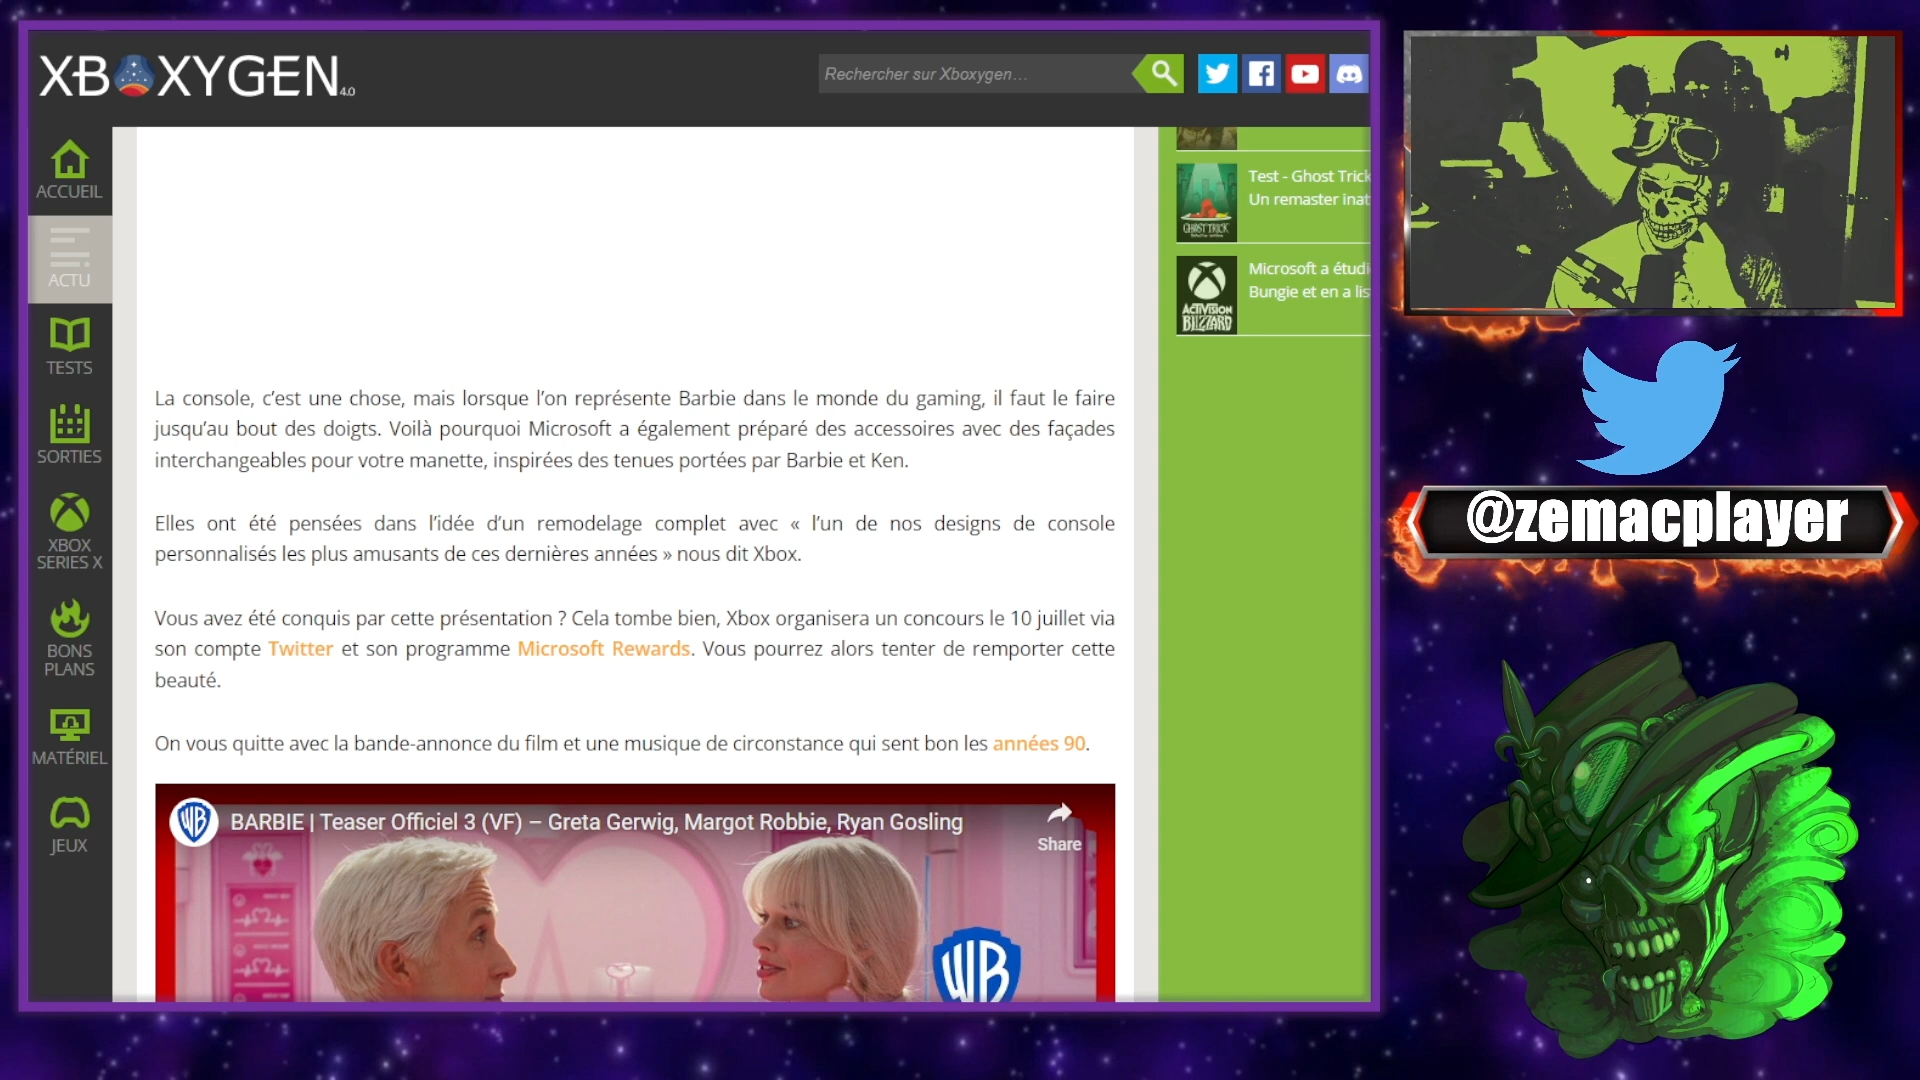 XBOXYGEN 4.0
Rechercher sur Xboxygen...
ACCUEIL
ACTU
TESTS
SORTIES
XBOX
SERIES X
BONS
PLANS
MATÉRIEL
JEUX
La console, c’est une chose, mais lorsque l’on représente Barbie dans le monde du gaming, il faut le faire
jusqu’au bout des doigts. Voilà pourquoi Microsoft a également préparé des accessoires avec des façades
interchangeables pour votre manette, inspirées des tenues portées par Barbie et Ken.
Elles ont été pensées dans l’idée d’un remodelage complet avec « l’un de nos designs de console
personnalisés les plus amusants de ces dernières années » nous dit Xbox.
Vous avez été conquis par cette présentation ? Cela tombe bien, Xbox organisera un concours le 10 juillet via
son compte Twitter et son programme Microsoft Rewards. Vous pourrez alors tenter de remporter cette
beauté.
On vous quitte avec la bande-annonce du film et une musique de circonstance qui sent bon les années 90.
WB
BARBIE | Teaser Officiel 3 (VF) – Greta Gerwig, Margot Robbie, Ryan Gosling
Share
WB
GHOST TRICK
Test - Ghost Trick
Un remaster inat
ACTIVISION
BLIZZARD
Microsoft a étudi
Bungie et en a lis
@zemacplayer